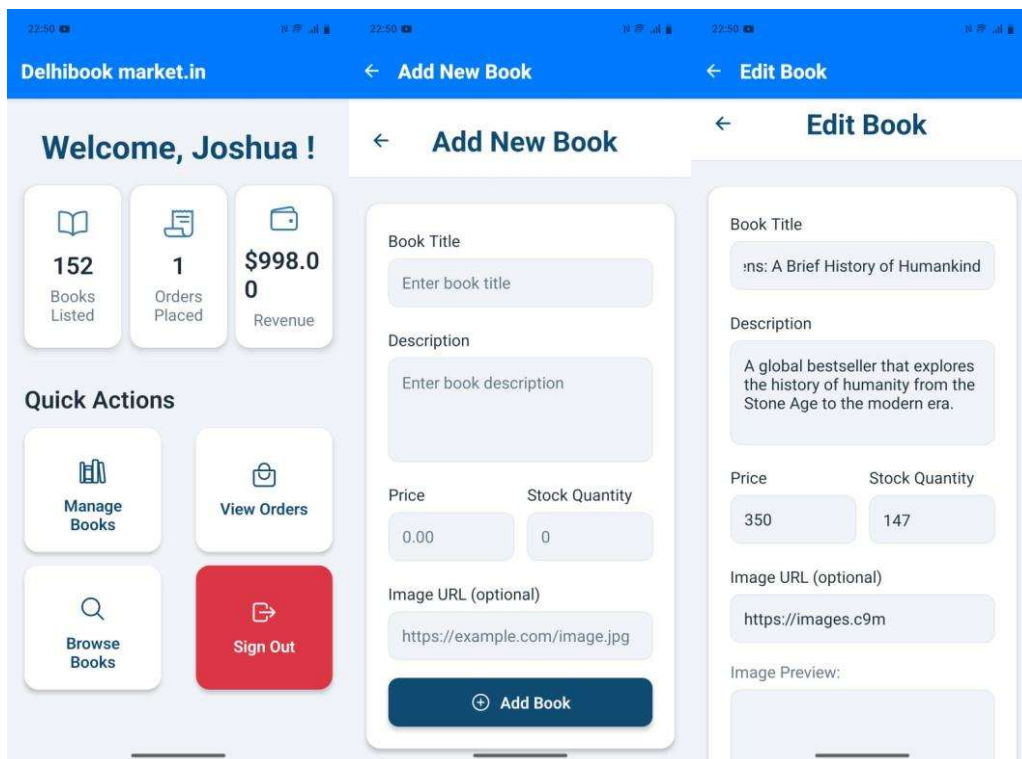 22:50
Delhibook market.in
Welcome, Joshua !
152
Books
Listed
1
Orders
Placed
$998.0
0
Revenue
Quick Actions
Manage
Books
View Orders
Browse
Books
Sign Out
22:50
Add New Book
Add New Book
Book Title
Enter book title
Description
Enter book description
Price
Stock Quantity
0.00
0
Image URL (optional)
https://example.com/image.jpg
Add Book
22:50
Edit Book
Edit Book
Book Title
ens: A Brief History of Humankind
Description
A global bestseller that explores
the history of humanity from the
Stone Age to the modern era.
Price
Stock Quantity
350
147
Image URL (optional)
https://images.c9m
Image Preview: